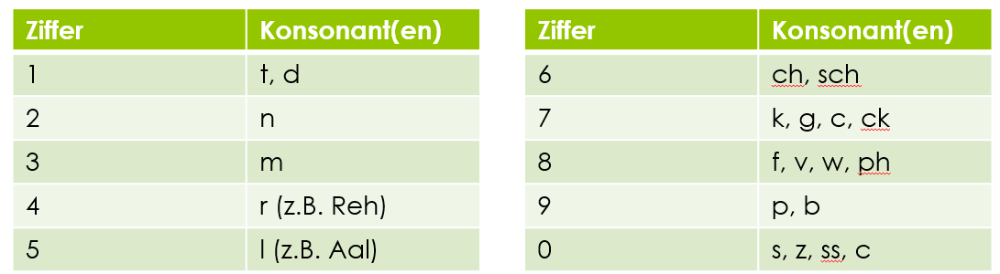 Ziffer Konsonant(en)
1 t, d
2 n
3 m
4 r (z.B. Reh)
5 l (z.B. Aal)
Ziffer Konsonant(en)
6 ch, sch
7 k, g, c, ck
8 f, v, w, ph
9 p, b
0 s, z, ss, c